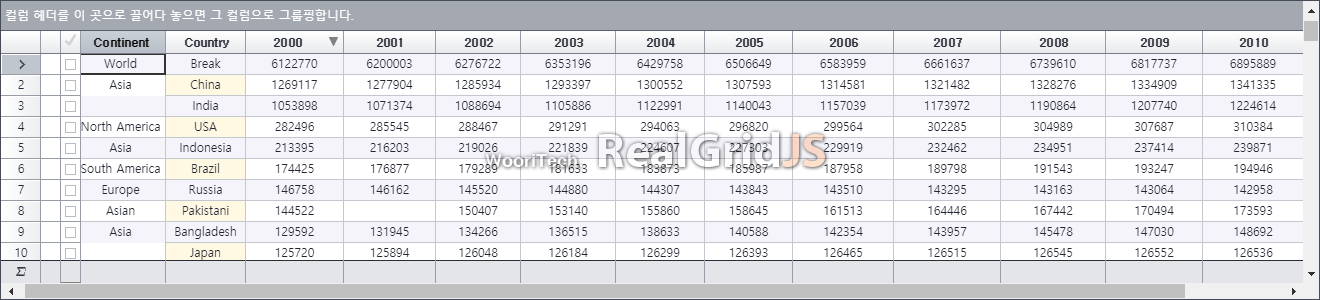 컬럼 헤더를 이 곳으로 끌어다 놓으면 그 컬럼으로 그룹핑합니다.
Continent Country 2000 2001 2002 2003 2004 2005 2006 2007 2008 2009 2010
World Break 6122770 6200003 6276722 6353196 6429758 6506649 6583959 6661637 6739610 6817737 6895889
2 Asia China 1269117 1277904 1285934 1293397 1300552 1307593 1314581 1321482 1328276 1334909 1341335
3 India 1053898 1071374 1088694 1105886 1122991 1140043 1157039 1173972 1190864 1207740 1224614
4 North America USA 282496 285545 288467 291291 294063 296820 299564 302285 304989 307687 310384
5 Asia Indonesia 213395 216203 219026 221839 224607 227303 229919 232462 234951 237414 239871
WooriTech RealGridJS
6 South America Brazil 174425 176877 179289 181633 183873 185987 187958 189798 191543 193247 194946
7 Europe Russia 146758 146162 145520 144880 144307 143843 143510 143295 143163 143064 142958
8 Asian Pakistani 144522 150407 153140 155860 158645 161513 164446 167442 170494 173593
9 Asia Bangladesh 129592 131945 134266 136515 138633 140588 142354 143957 145478 147030 148692
10 Japan 125720 125894 126048 126184 126299 126393 126465 126515 126545 126552 126536
Σ